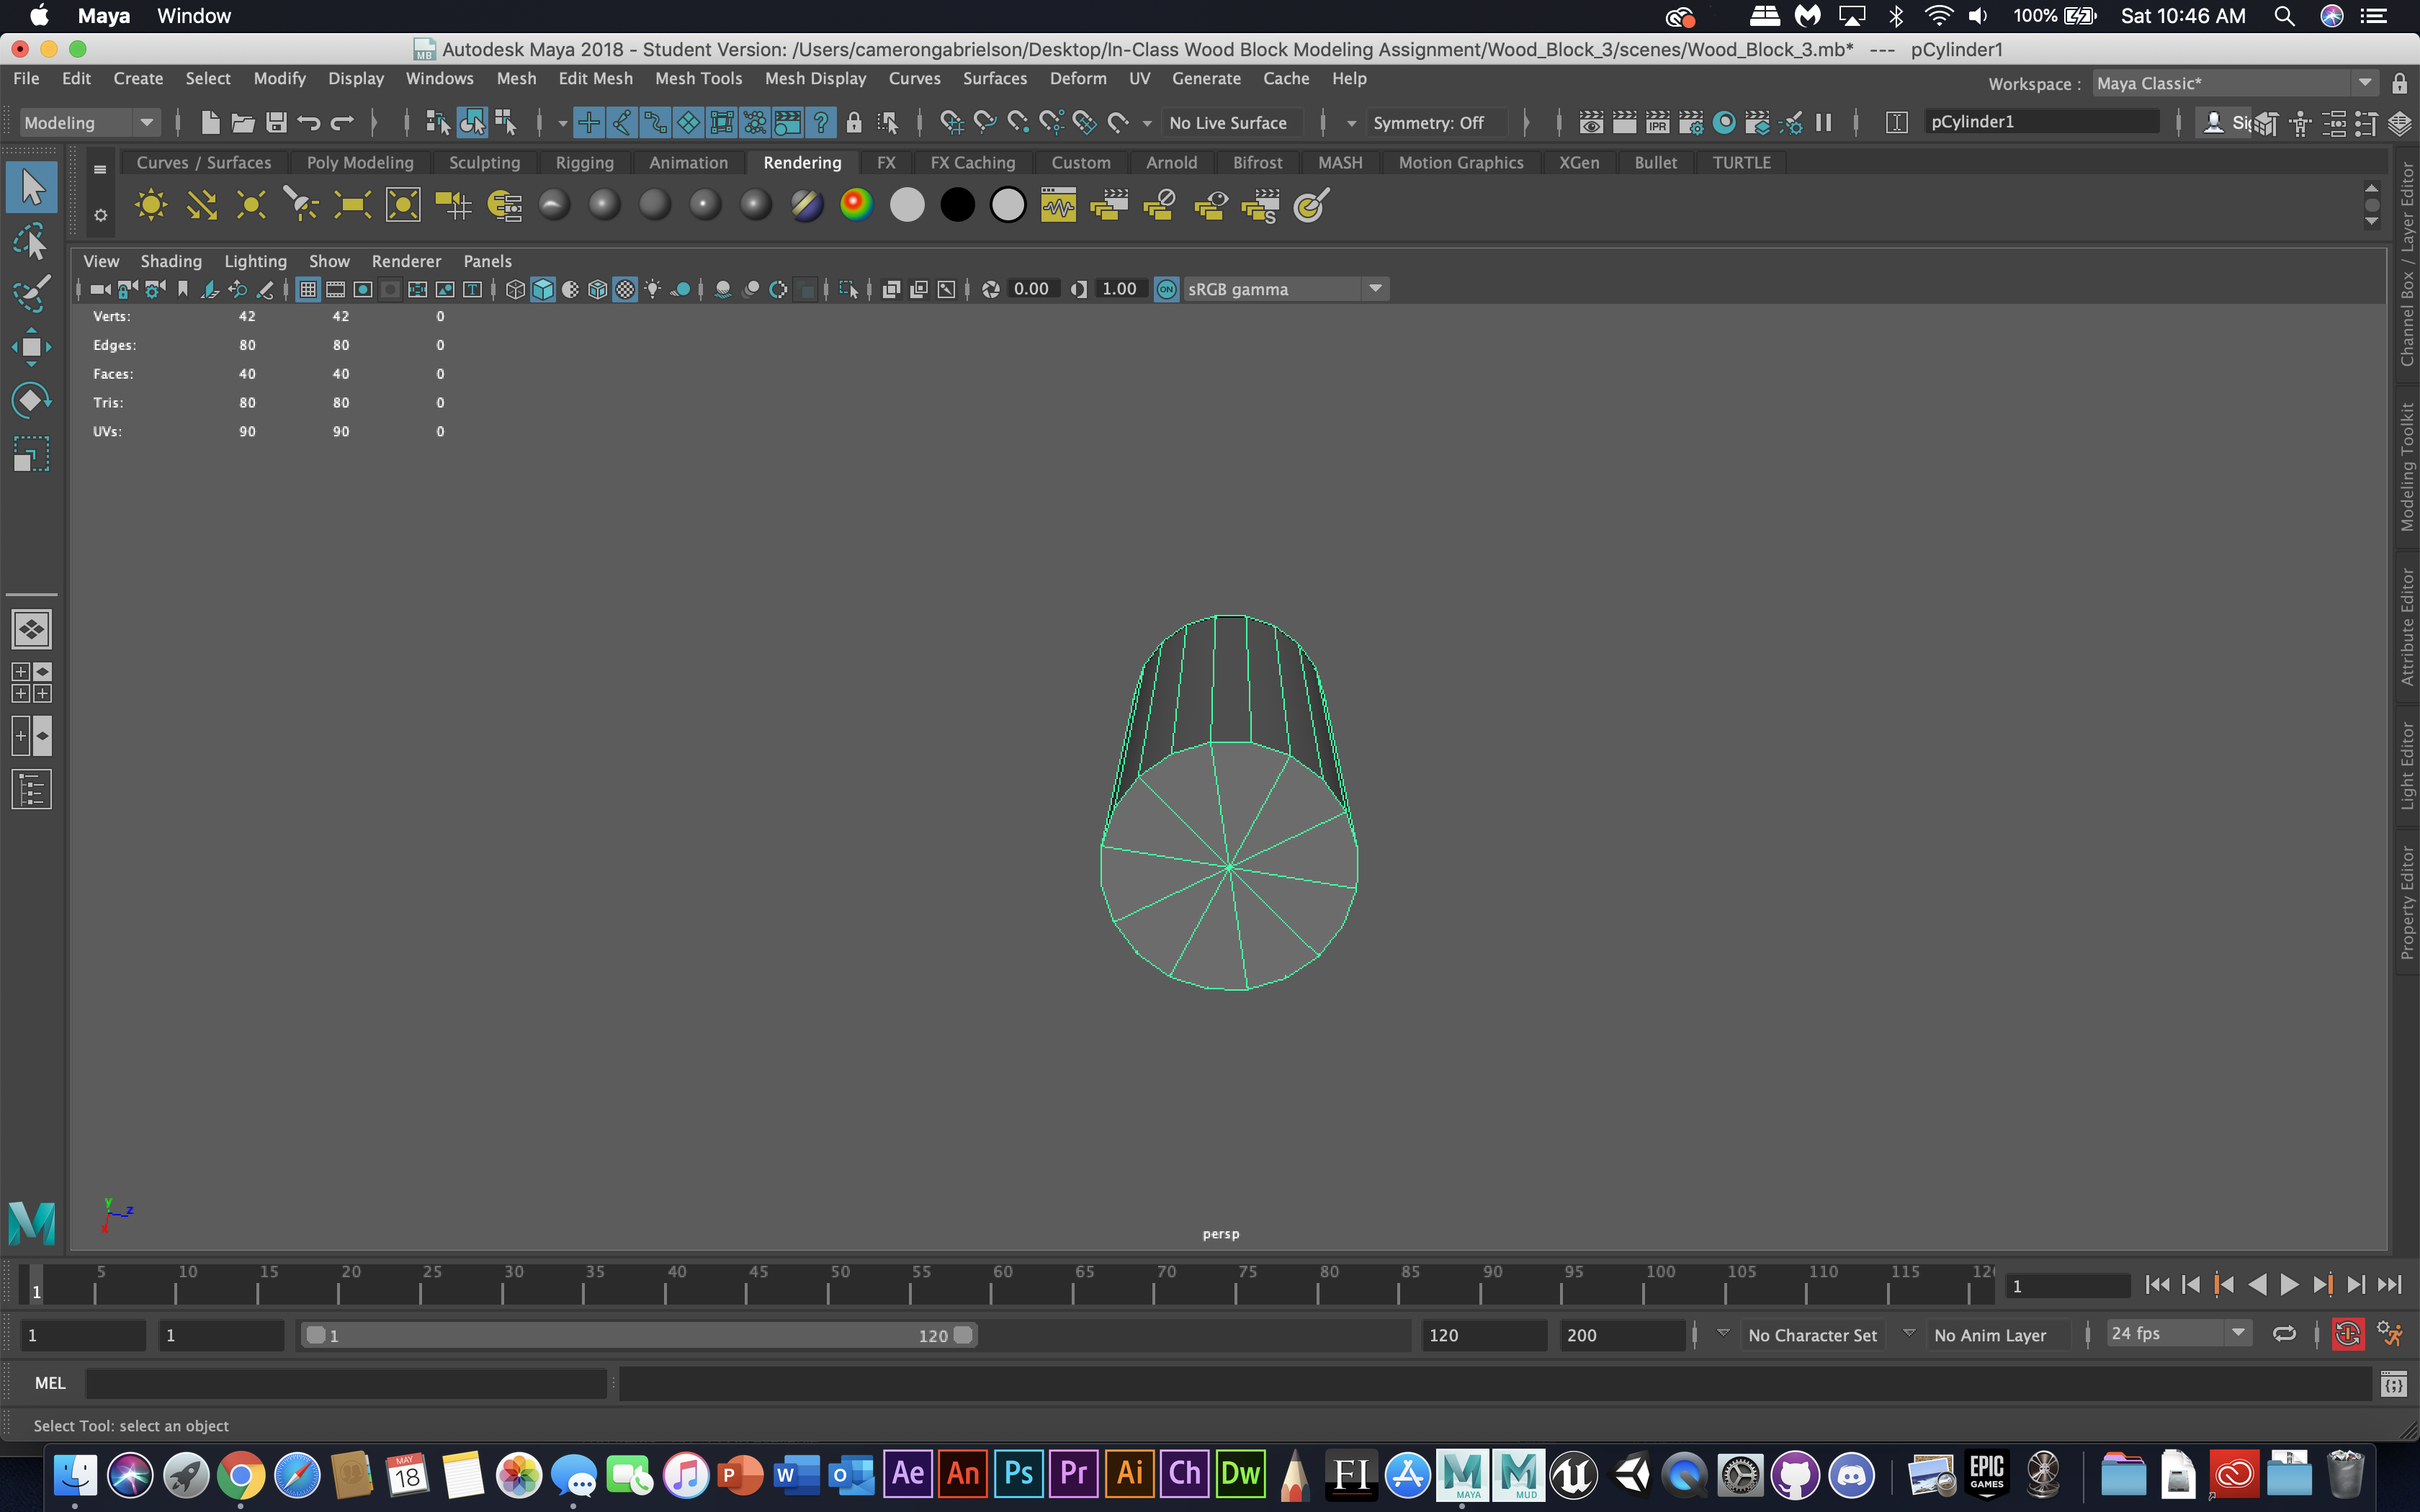 Maya Window 100% Sat 10:46 AM
Autodesk Maya 2018 - Student Version: /Users/camerongabrielson/Desktop/In-Class Wood Block Modeling Assignment/Wood_Block_3/scenes/Wood_Block_3.mb* --- pCylinder1
File Edit Create Select Modify Display Windows Mesh Edit Mesh Mesh Tools Mesh Display Curves Surfaces Deform UV Generate Cache Help
Workspace : Maya Classic*
Modeling No Live Surface Symmetry: Off IPR pCylinder1 Sig
Curves / Surfaces Poly Modeling Sculpting Rigging Animation Rendering FX FX Caching Custom Arnold Bifrost MASH Motion Graphics XGen Bullet TURTLE
View Shading Lighting Show Renderer Panels
0.00 1.00 ON sRGB gamma
Verts: 42 42 0
Edges: 80 80 0
Faces: 40 40 0
Tris: 80 80 0
UVs: 90 90 0
Channel Box / Layer Editor
Modeling Toolkit
Attribute Editor
Light Editor
Property Editor
y z x
persp
5 10 15 20 25 30 35 40 45 50 55 60 65 70 75 80 85 90 95 100 105 110 115 120
1 1
1 1 1 120 120 200 No Character Set No Anim Layer 24 fps
MEL
Select Tool: select an object
MAY 18 P W O Ae An Ps Pr Ai Ch Dw FI MAYA MUD EPIC GAMES